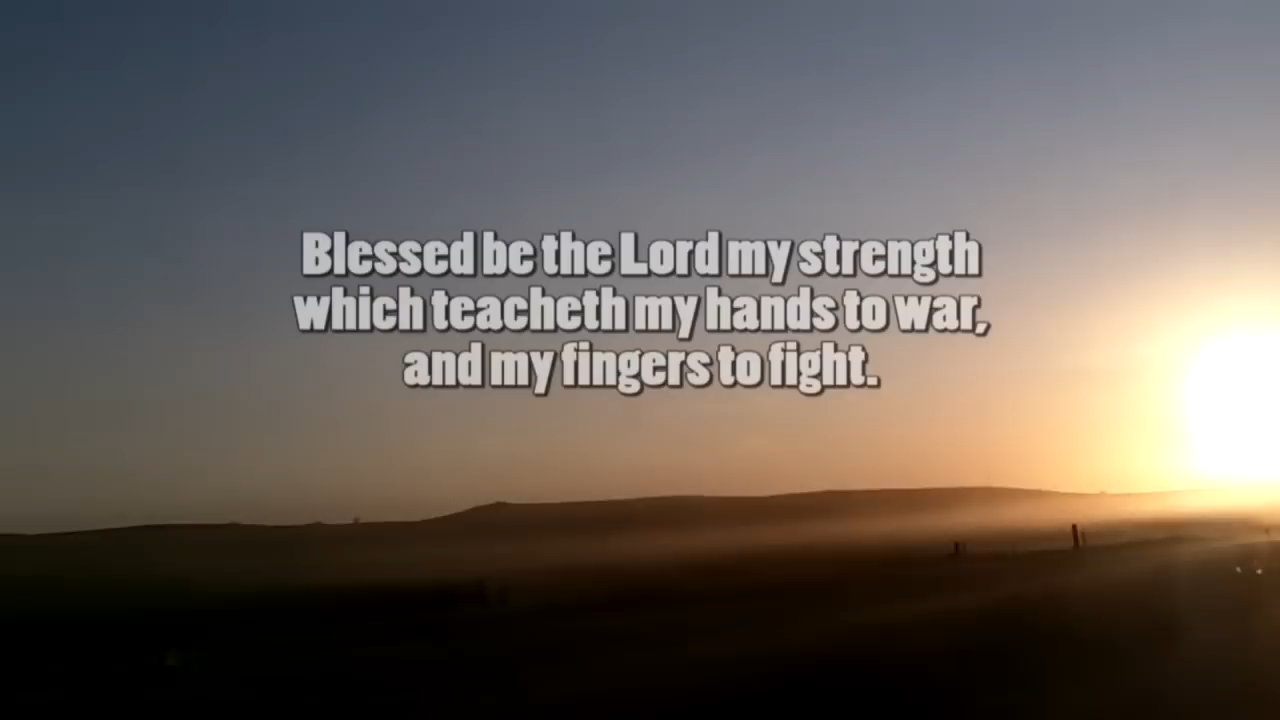 Blessed be the Lord my strength
which teacheth my hands to war,
and my fingers to fight.